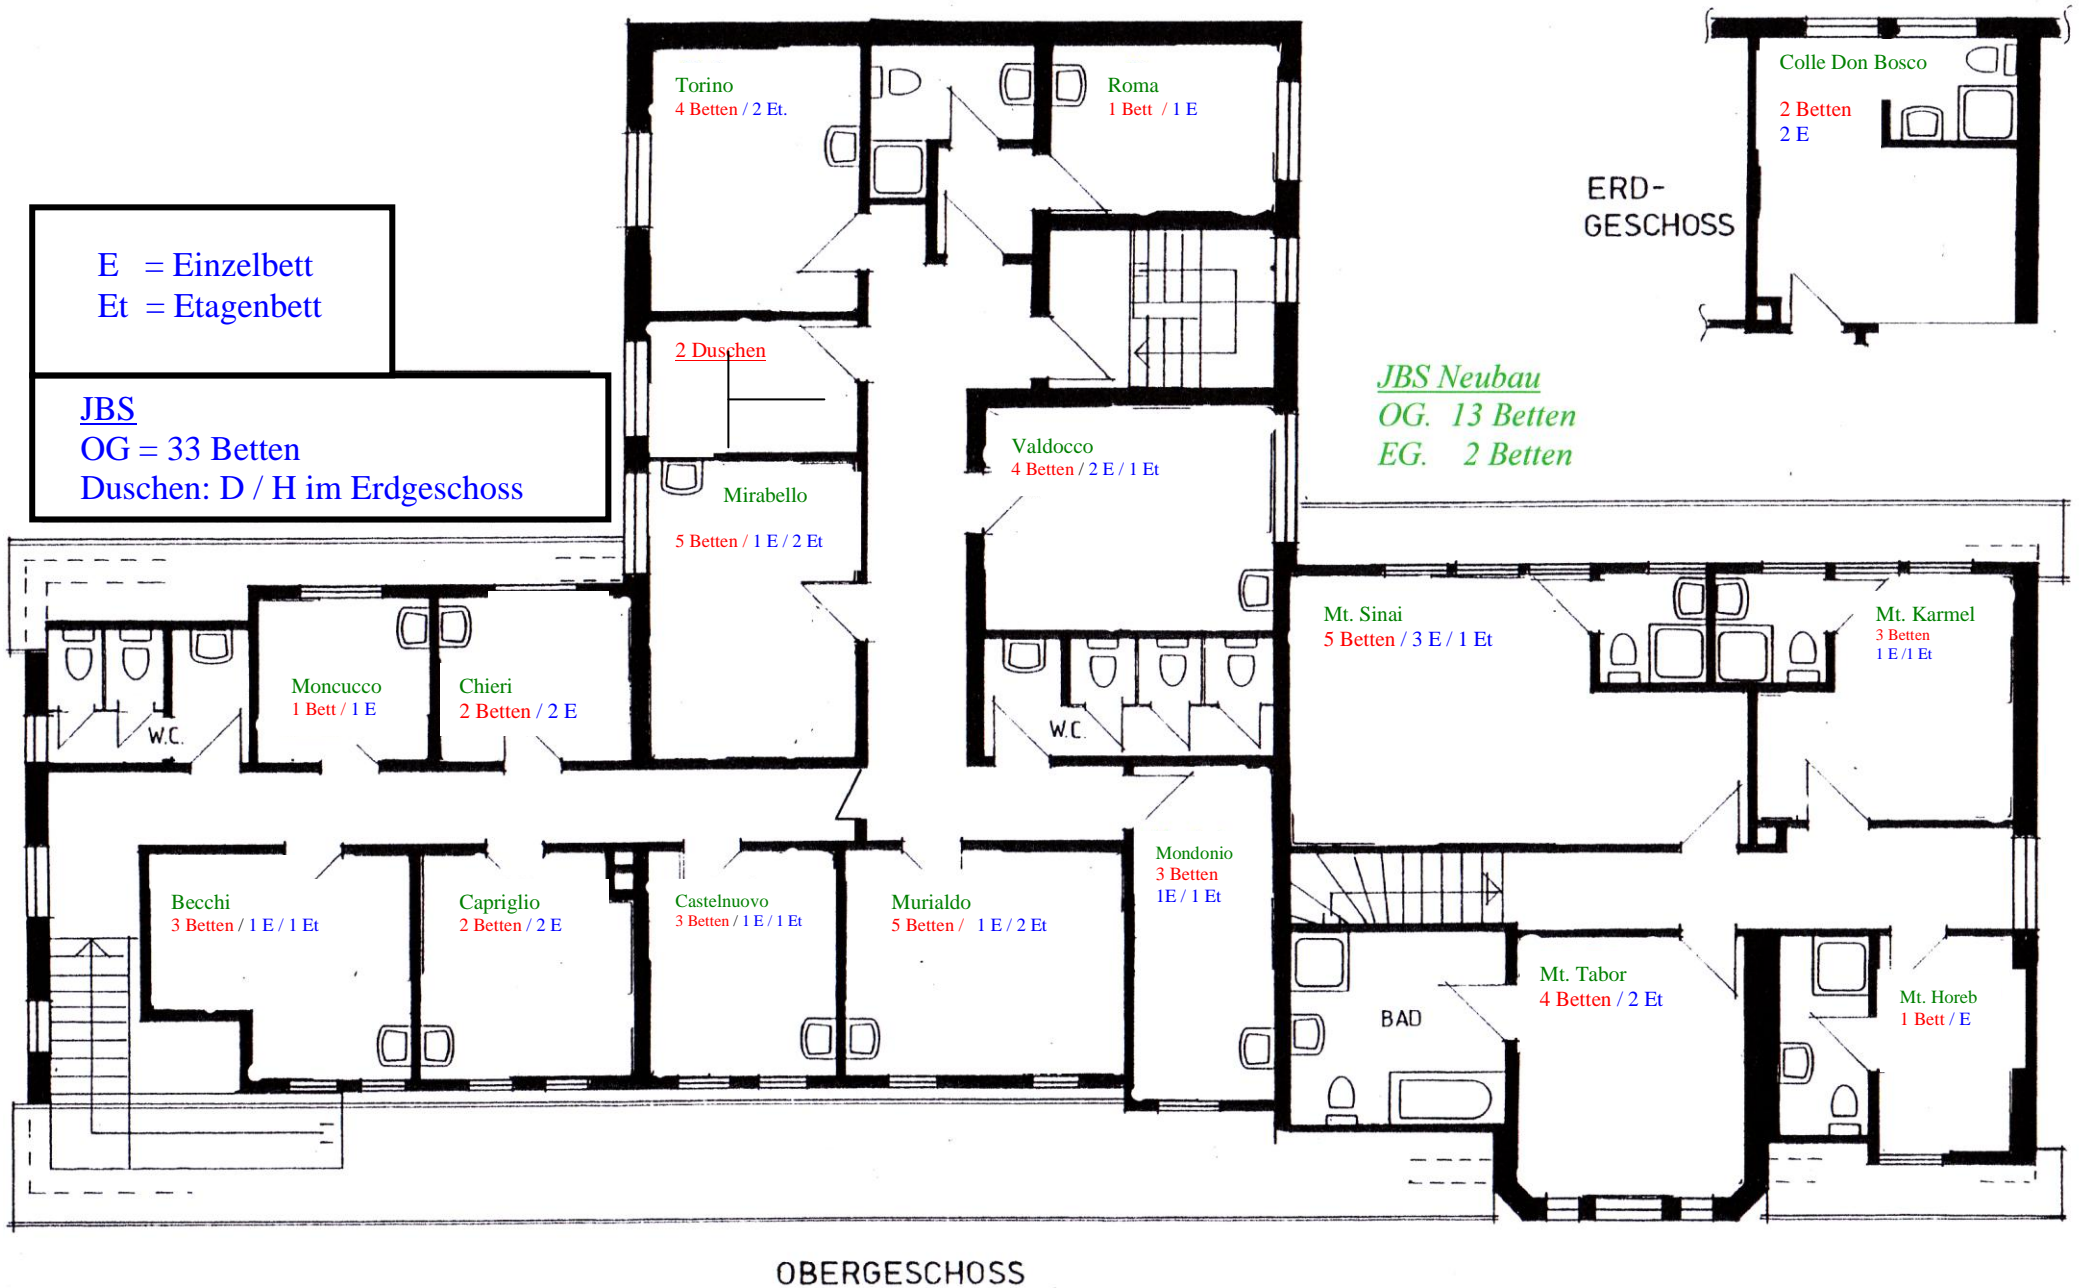 Torino
4 Betten / 2 Et.
Roma
1 Bett / 1 E
Colle Don Bosco
2 Betten
2 E
ERD-
GESCHOSS
E = Einzelbett
Et = Etagenbett
2 Duschen
JBS
OG = 33 Betten
Duschen: D / H im Erdgeschoss
JBS Neubau
OG. 13 Betten
EG. 2 Betten
Valdocco
4 Betten / 2 E / 1 Et
Mirabello
5 Betten / 1 E / 2 Et
Mt. Sinai
5 Betten / 3 E / 1 Et
Mt. Karmel
3 Betten
1 E /1 Et
Moncucco
1 Bett / 1 E
Chieri
2 Betten / 2 E
W.C.
W.C.
Becchi
3 Betten / 1 E / 1 Et
Capriglio
2 Betten / 2 E
Castelnuovo
3 Betten / 1 E / 1 Et
Murialdo
5 Betten / 1 E / 2 Et
Mondonio
3 Betten
1E / 1 Et
BAD
Mt. Tabor
4 Betten / 2 Et
Mt. Horeb
1 Bett / E
OBERGESCHOSS